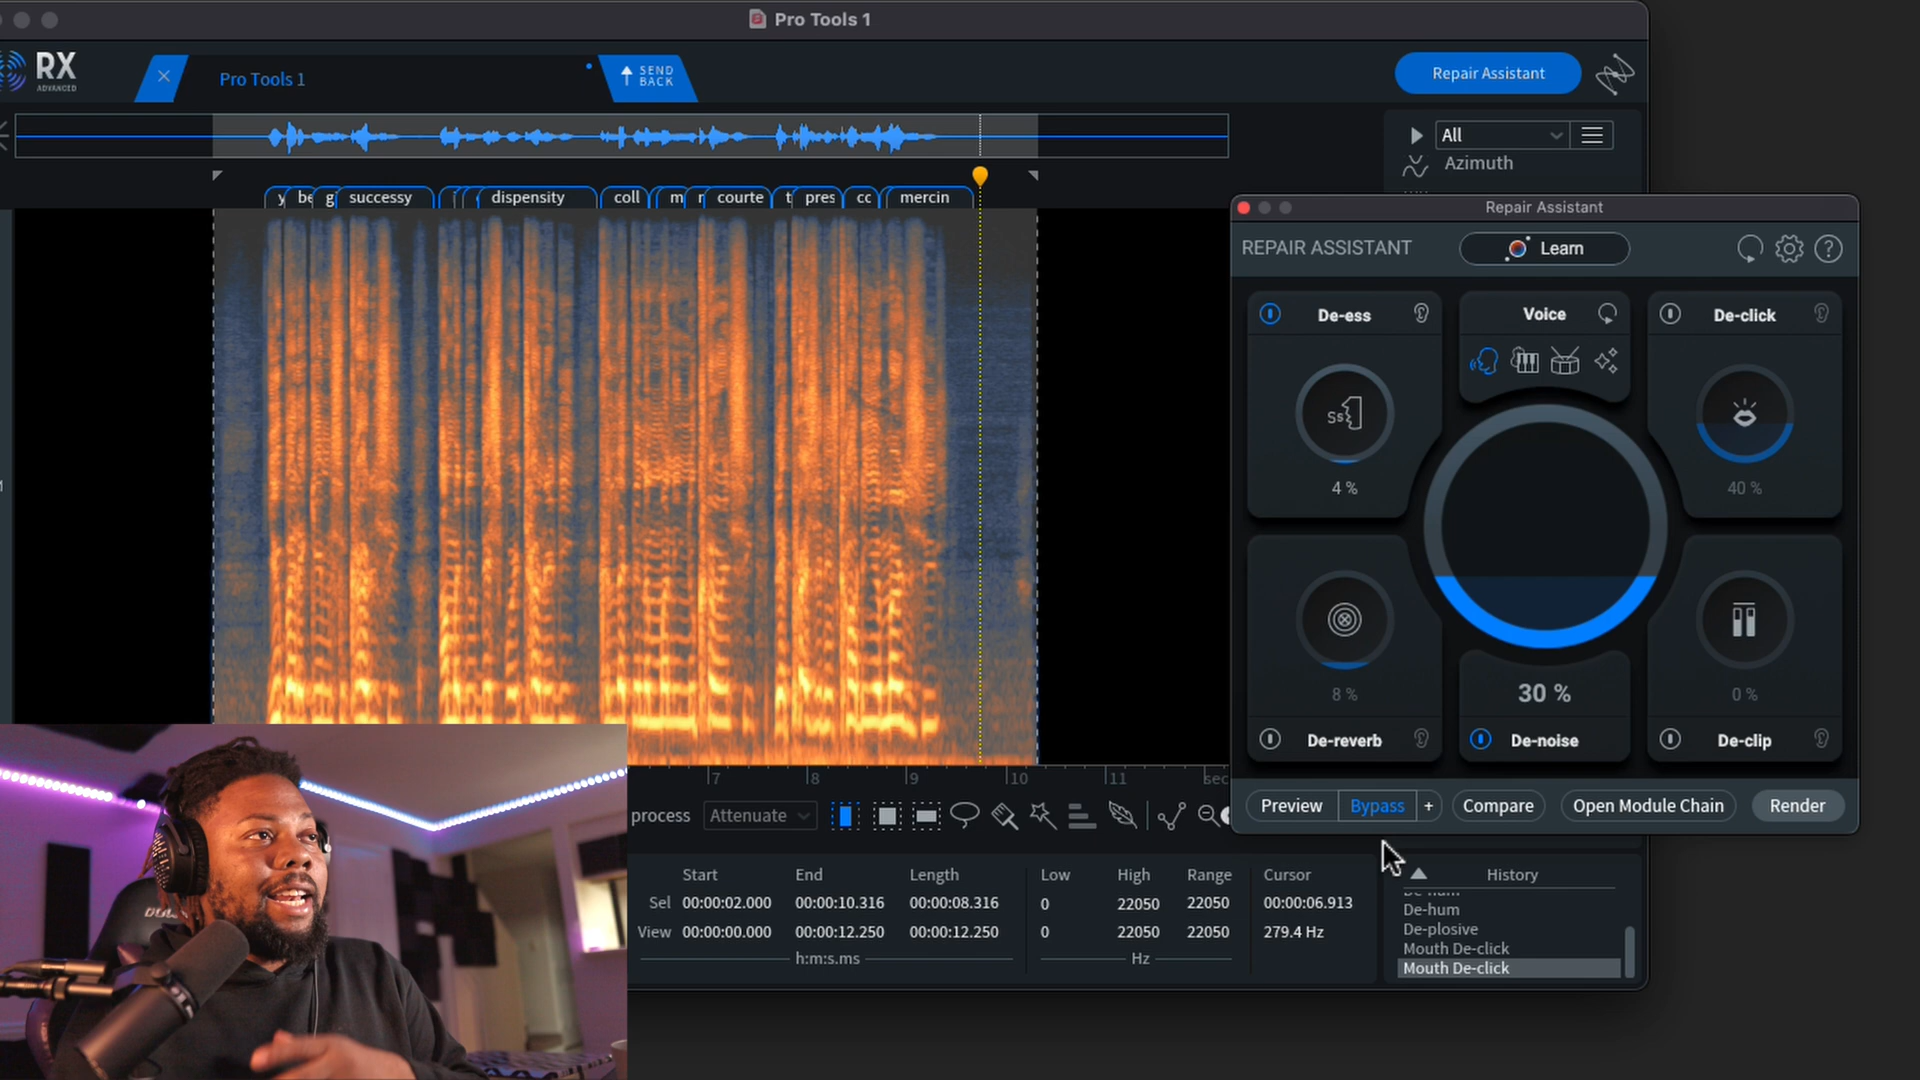 Pro Tools 1
RX
ADVANCED
Pro Tools 1
SEND
BACK
Repair Assistant
All
Azimuth
y be g successy dispensity coll m r courte t pres cc mercin
Repair Assistant
REPAIR ASSISTANT
Learn
De-ess
Voice
De-click
Ss
4 %
40 %
8 %
30 %
0 %
De-reverb
De-noise
De-clip
7 8 9 10 11 sec
process
Attenuate
Preview
Bypass
+
Compare
Open Module Chain
Render
Start End Length Low High Range Cursor
Sel 00:00:02.000 00:00:10.316 00:00:08.316 0 22050 22050 00:00:06.913
View 00:00:00.000 00:00:12.250 00:00:12.250 0 22050 22050 279.4 Hz
h:m:s.ms Hz
History
De-hum
De-hum
De-plosive
Mouth De-click
Mouth De-click